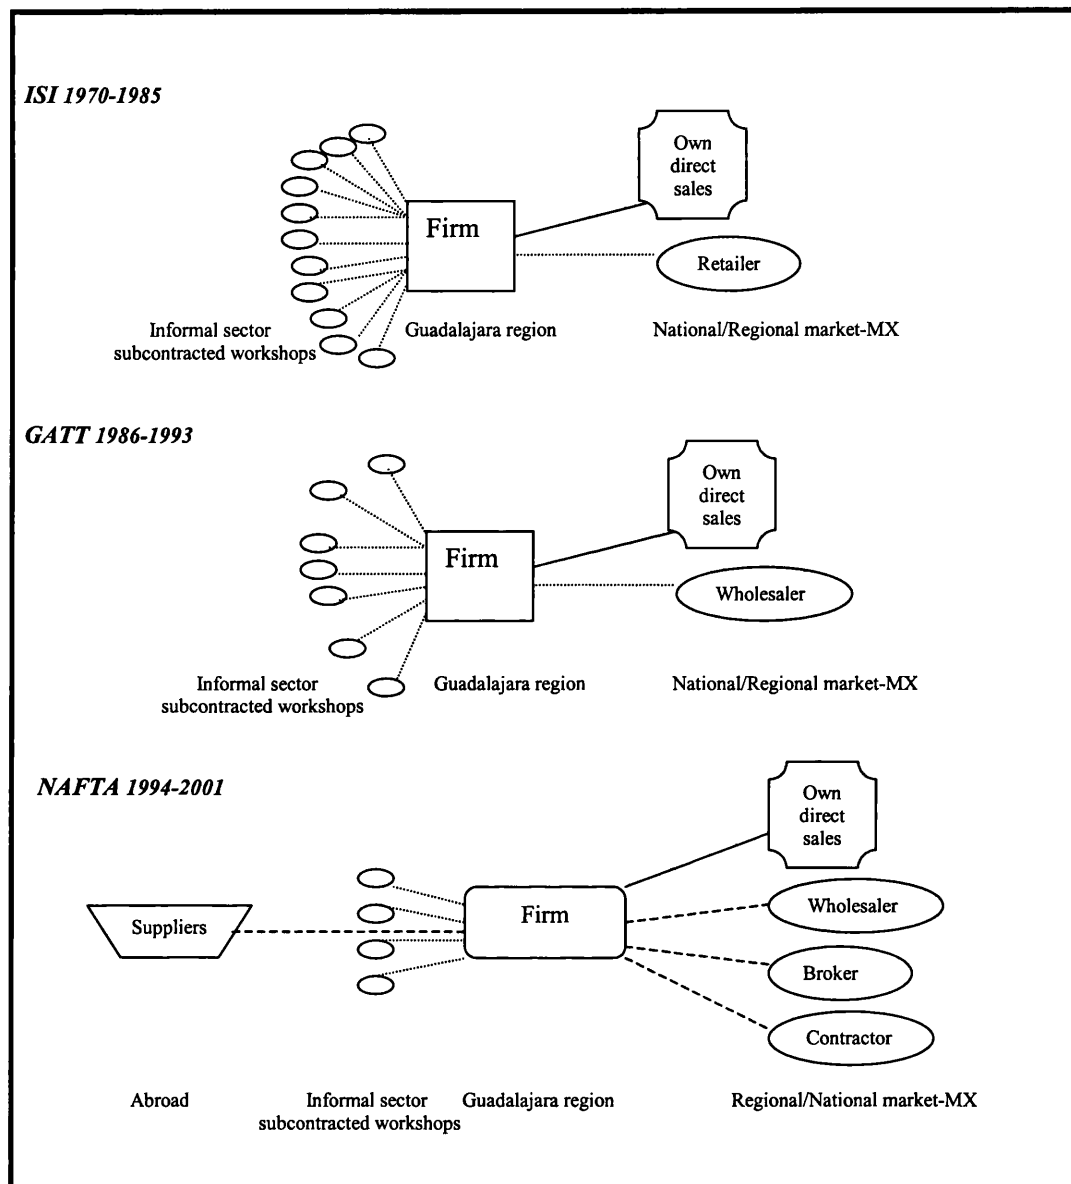 ISI 1970-1985
Own
direct
sales
Firm
Retailer
Informal sector
subcontracted workshops
Guadalajara region
National/Regional market-MX
GATT 1986-1993
Own
direct
sales
Firm
Wholesaler
Informal sector
subcontracted workshops
Guadalajara region
National/Regional market-MX
NAFTA 1994-2001
Own
direct
sales
Suppliers
Firm
Wholesaler
Broker
Contractor
Abroad
Informal sector
subcontracted workshops
Guadalajara region
Regional/National market-MX